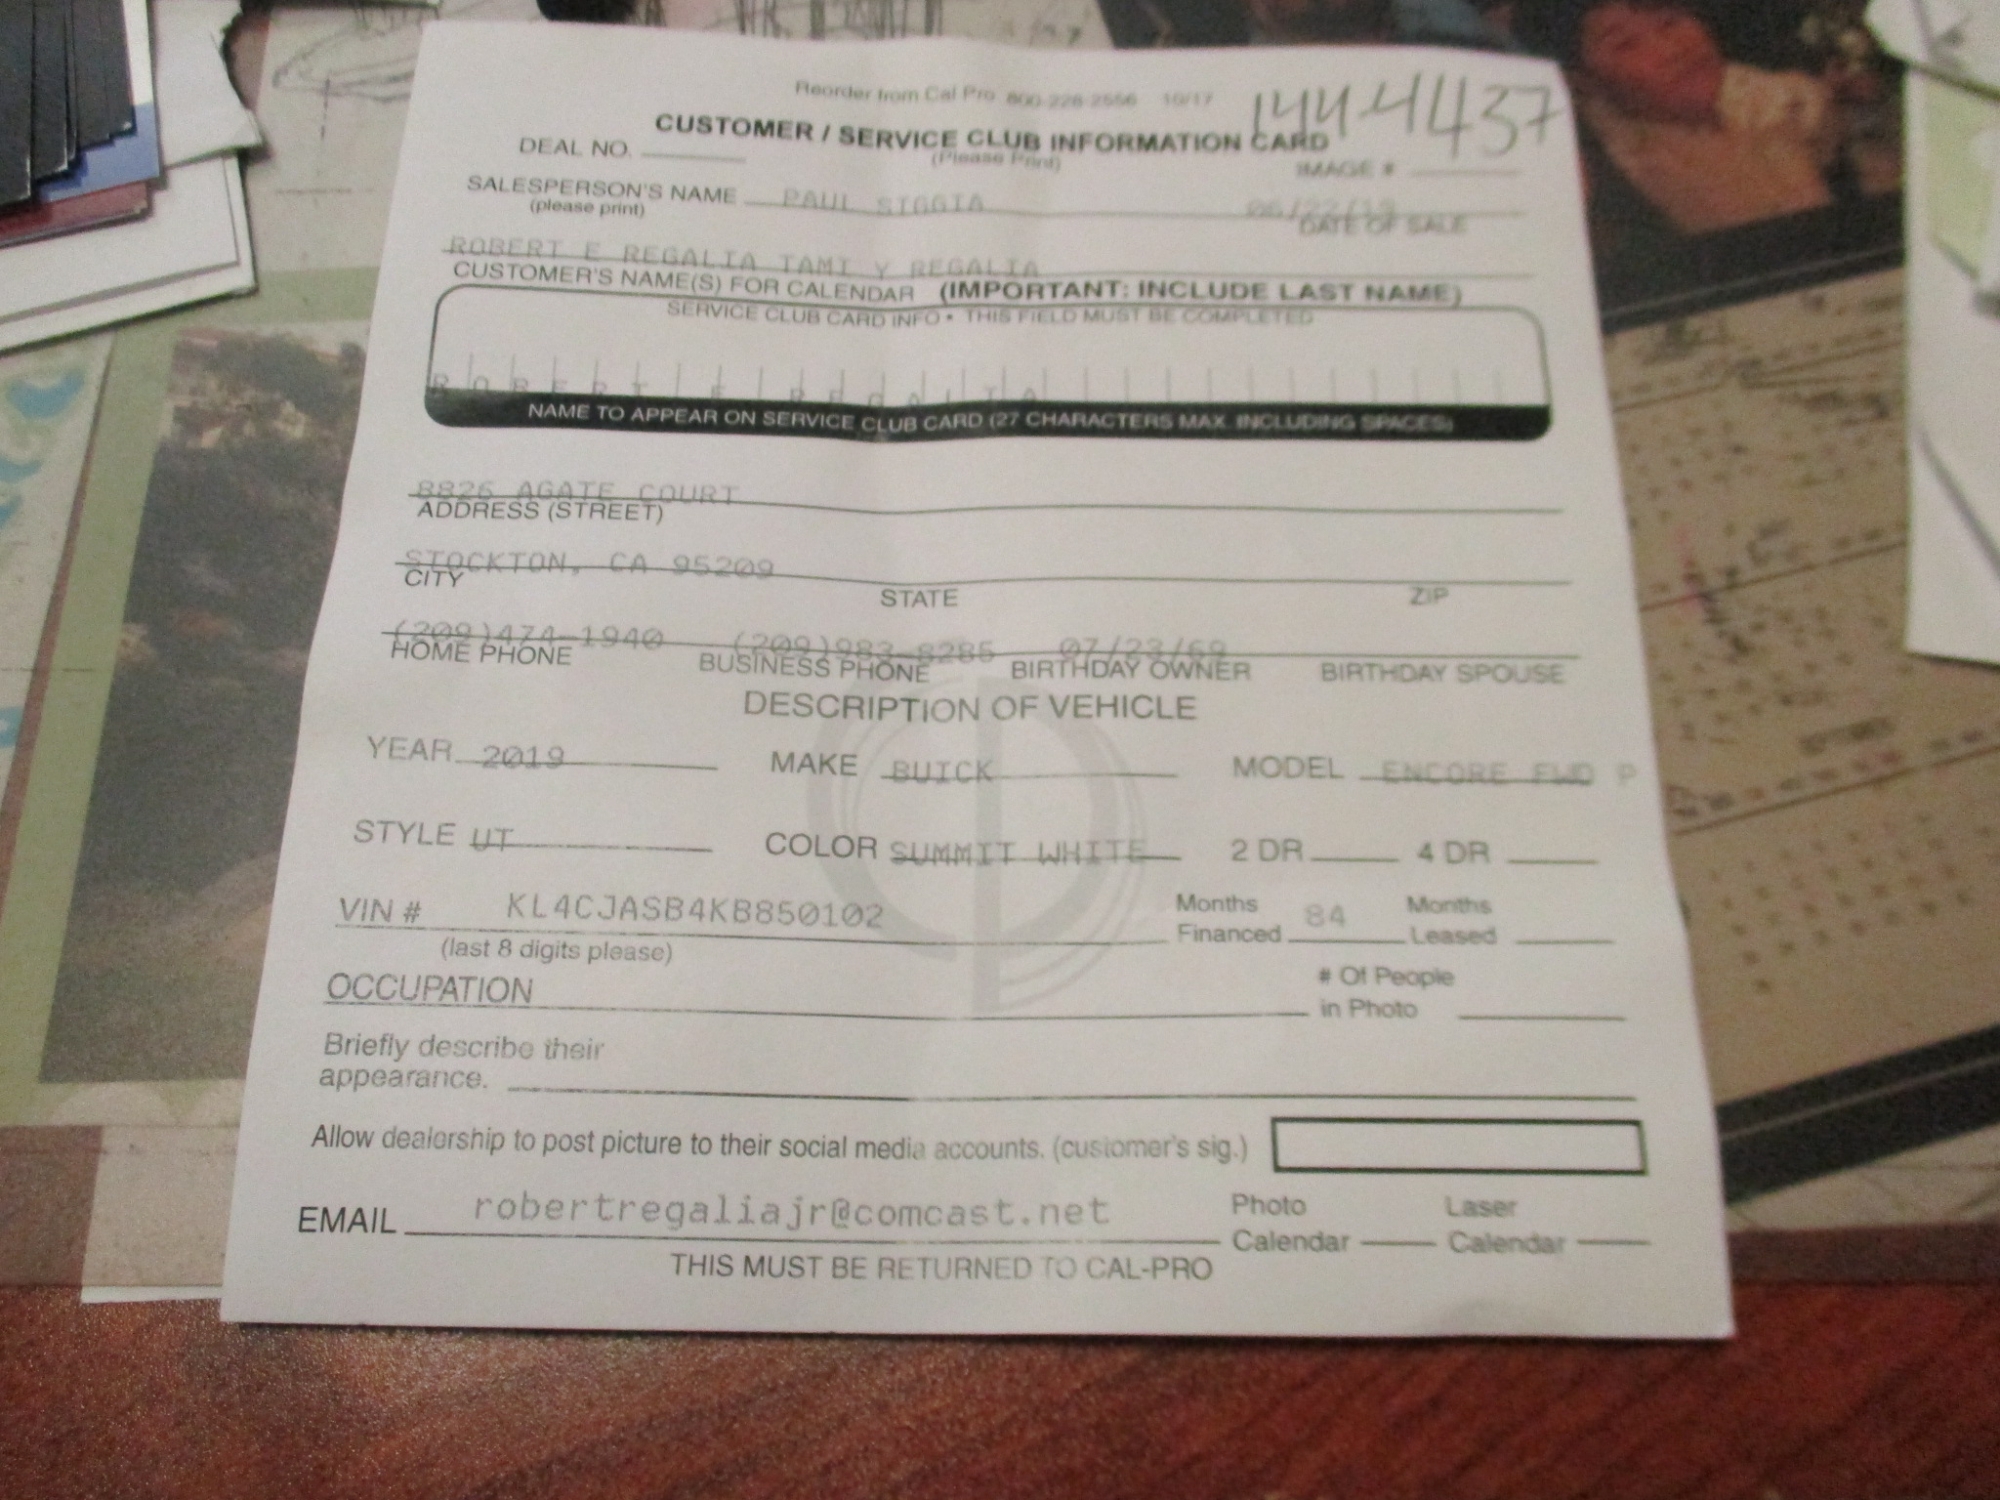 Reorder from Cal Pro 800-228-2556 10/17
144-4437
CUSTOMER / SERVICE CLUB INFORMATION CARD
(Please Print)
DEAL NO.
IMAGE #
SALESPERSON'S NAME PAUL SIGGIA
(please print)
DATE OF SALE
ROBERT E REGALIA TAMI Y REGALIA
CUSTOMER'S NAME(S) FOR CALENDAR (IMPORTANT: INCLUDE LAST NAME)
SERVICE CLUB CARD INFO • THIS FIELD MUST BE COMPLETED
ROBERT E REGALIA
NAME TO APPEAR ON SERVICE CLUB CARD (27 CHARACTERS MAX. INCLUDING SPACES)
8826 AGATE COURT
ADDRESS (STREET)
STOCKTON, CA 95209
CITY STATE ZIP
(209)474-1940 (209)983-8285 07/23/69
HOME PHONE BUSINESS PHONE BIRTHDAY OWNER BIRTHDAY SPOUSE
DESCRIPTION OF VEHICLE
YEAR 2019 MAKE BUICK MODEL ENCORE FWD P
STYLE UT COLOR SUMMIT WHITE 2 DR 4 DR
VIN # KL4CJASB4KB850102 Months Financed 84 Months Leased
(last 8 digits please)
OCCUPATION # Of People in Photo
Briefly describe their
appearance.
Allow dealership to post picture to their social media accounts. (customer's sig.)
EMAIL robertregaliajr@comcast.net Photo Calendar Laser Calendar
THIS MUST BE RETURNED TO CAL-PRO